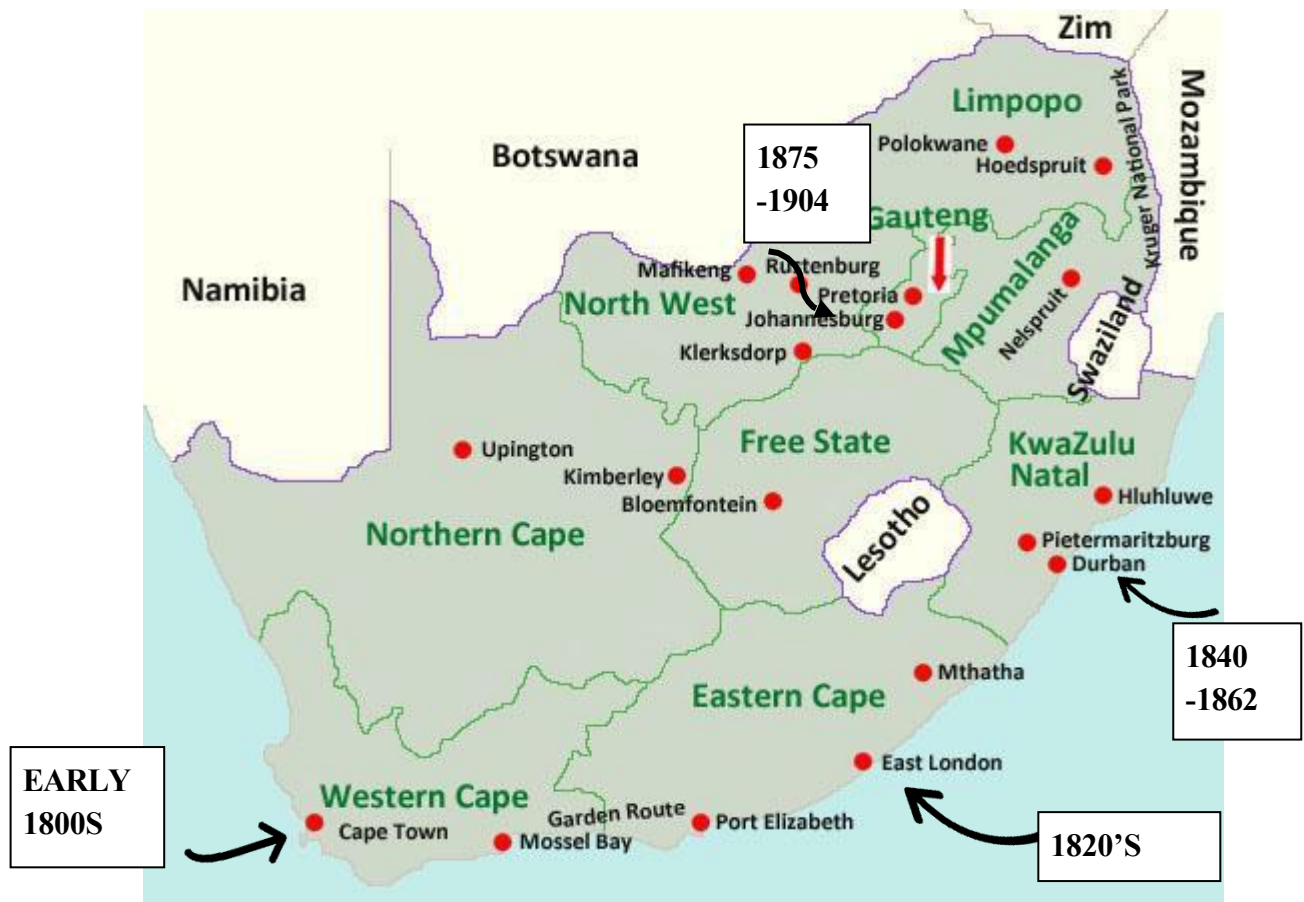 Zim
Mozambique
Limpopo
Kruger National Park
Polokwane
Hoedspruit
Botswana
1875
-1904
Gauteng
Mpumalanga
Namibia
Mafikeng
Rustenburg
North West
Pretoria
Johannesburg
Nelspruit
Swaziland
Klerksdorp
Upington
Free State
KwaZulu
Natal
Kimberley
Bloemfontein
Hluhluwe
Northern Cape
Lesotho
Pietermaritzburg
Durban
1840
-1862
Mthatha
Eastern Cape
East London
EARLY
1800S
Western Cape
Garden Route
Cape Town
Mossel Bay
Port Elizabeth
1820’S